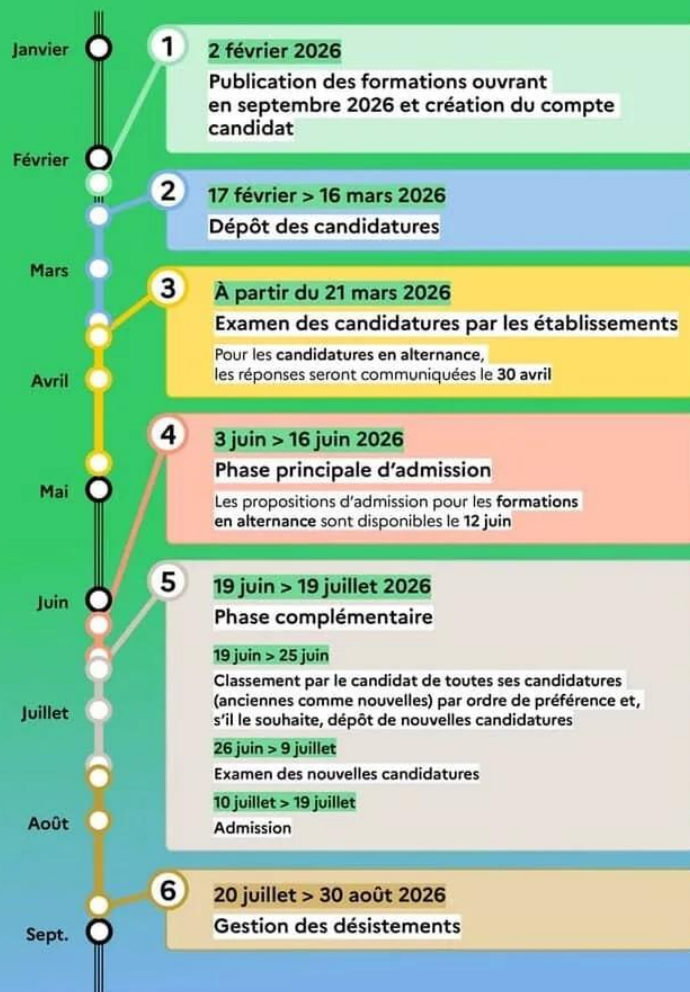 Janvier
1
2 février 2026
Publication des formations ouvrant
en septembre 2026 et création du compte
candidat
Février
2
17 février > 16 mars 2026
Dépôt des candidatures
Mars
3
À partir du 21 mars 2026
Examen des candidatures par les établissements
Pour les candidatures en alternance,
les réponses seront communiquées le 30 avril
Avril
4
3 juin > 16 juin 2026
Phase principale d'admission
Les propositions d'admission pour les formations
en alternance sont disponibles le 12 juin
Mai
5
19 juin > 19 juillet 2026
Phase complémentaire
Juin
19 juin > 25 juin
Classement par le candidat de toutes ses candidatures
(anciennes comme nouvelles) par ordre de préférence et,
s'il le souhaite, dépôt de nouvelles candidatures
Juillet
26 juin > 9 juillet
Examen des nouvelles candidatures
10 juillet > 19 juillet
Admission
Août
6
20 juillet > 30 août 2026
Gestion des désistements
Sept.